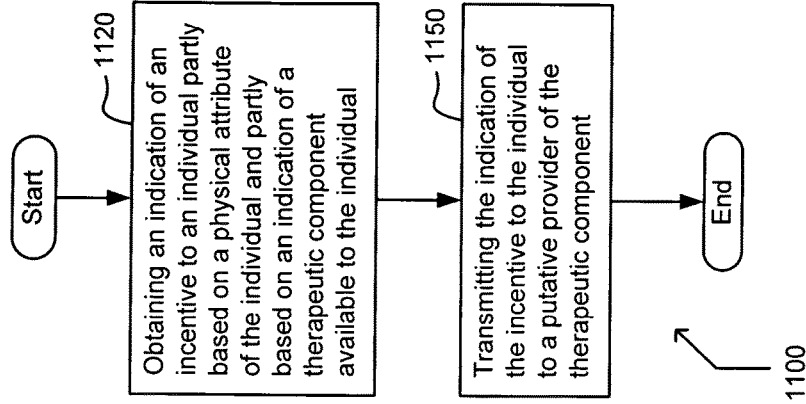 Start
1120
Obtaining an indication of an
incentive to an individual partly
based on a physical attribute
of the individual and partly
based on an indication of a
therapeutic component
available to the individual
1150
Transmitting the indication of
the incentive to the individual
to a putative provider of the
therapeutic component
End
1100